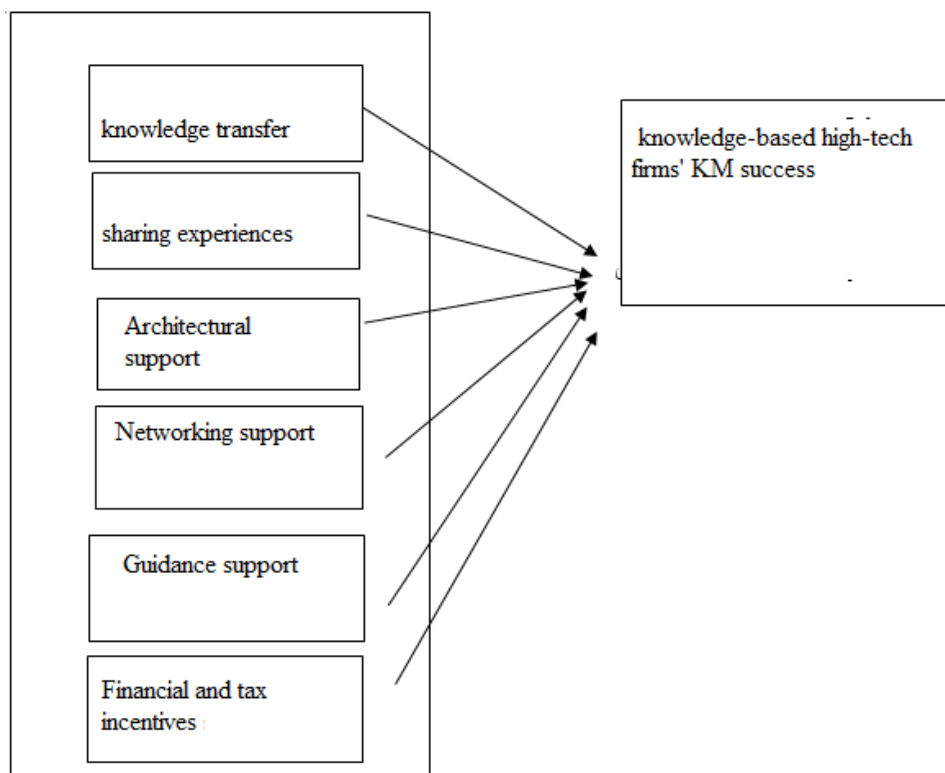 knowledge transfer
sharing experiences
Architectural
support
Networking support
Guidance support
Financial and tax
incentives
knowledge-based high-tech
firms' KM success